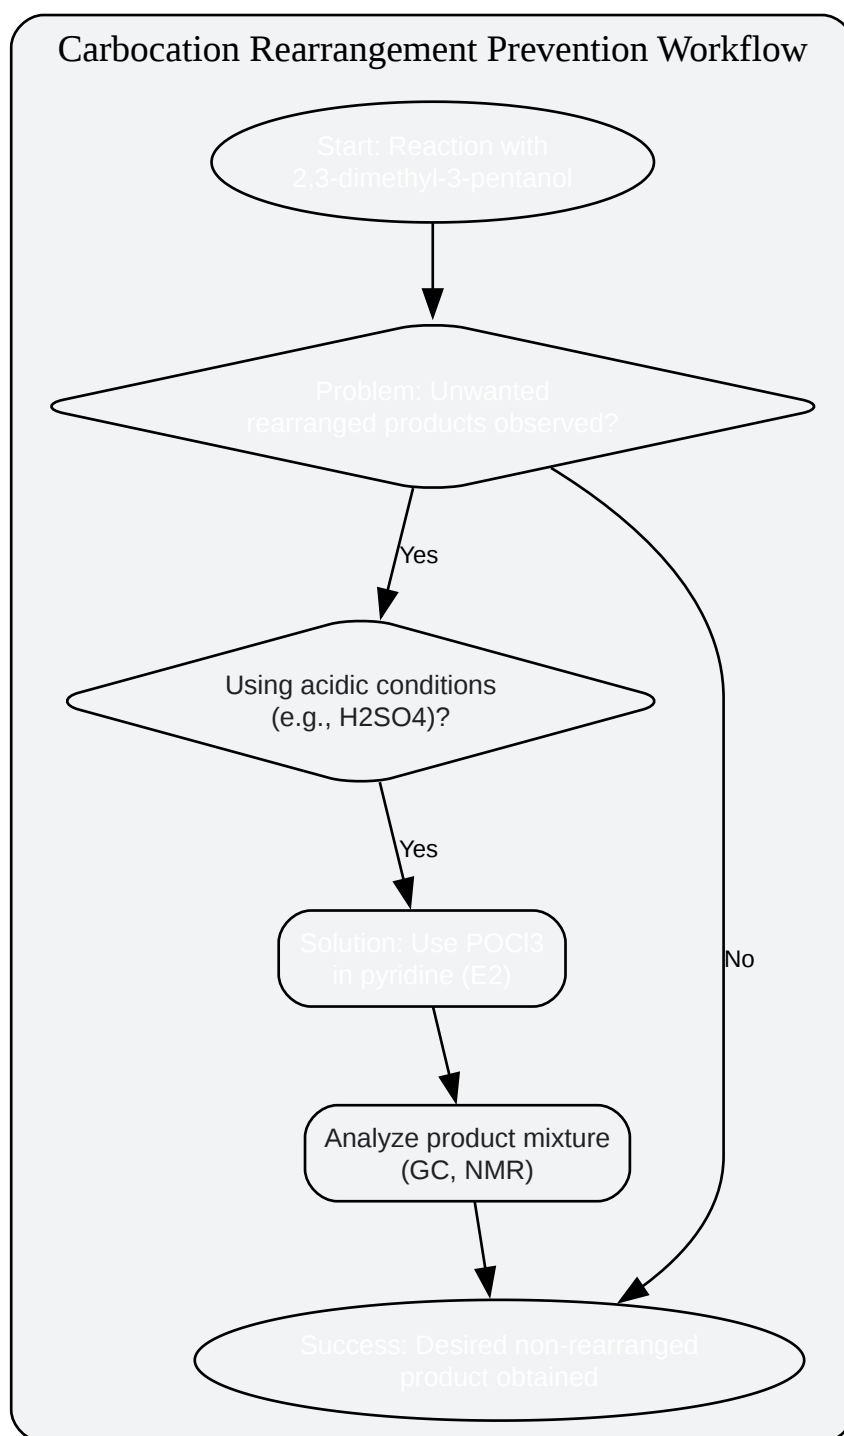 Carbocation Rearrangement Prevention Workflow
Start: Reaction with
2,3-dimethyl-3-pentanol
Problem: Unwanted
rearranged products observed?
Yes
Using acidic conditions
(e.g., H2SO4)?
Yes
Solution: Use POCl3
in pyridine (E2)
No
Analyze product mixture
(GC, NMR)
Success: Desired non-rearranged
product obtained